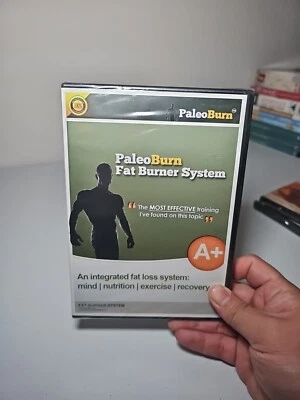 PaleoBurn
PaleoBurn
Fat Burner System
“ The MOST EFFECTIVE training
I've found on this topic ”
A+
An integrated fat loss system:
mind | nutrition | exercise | recovery